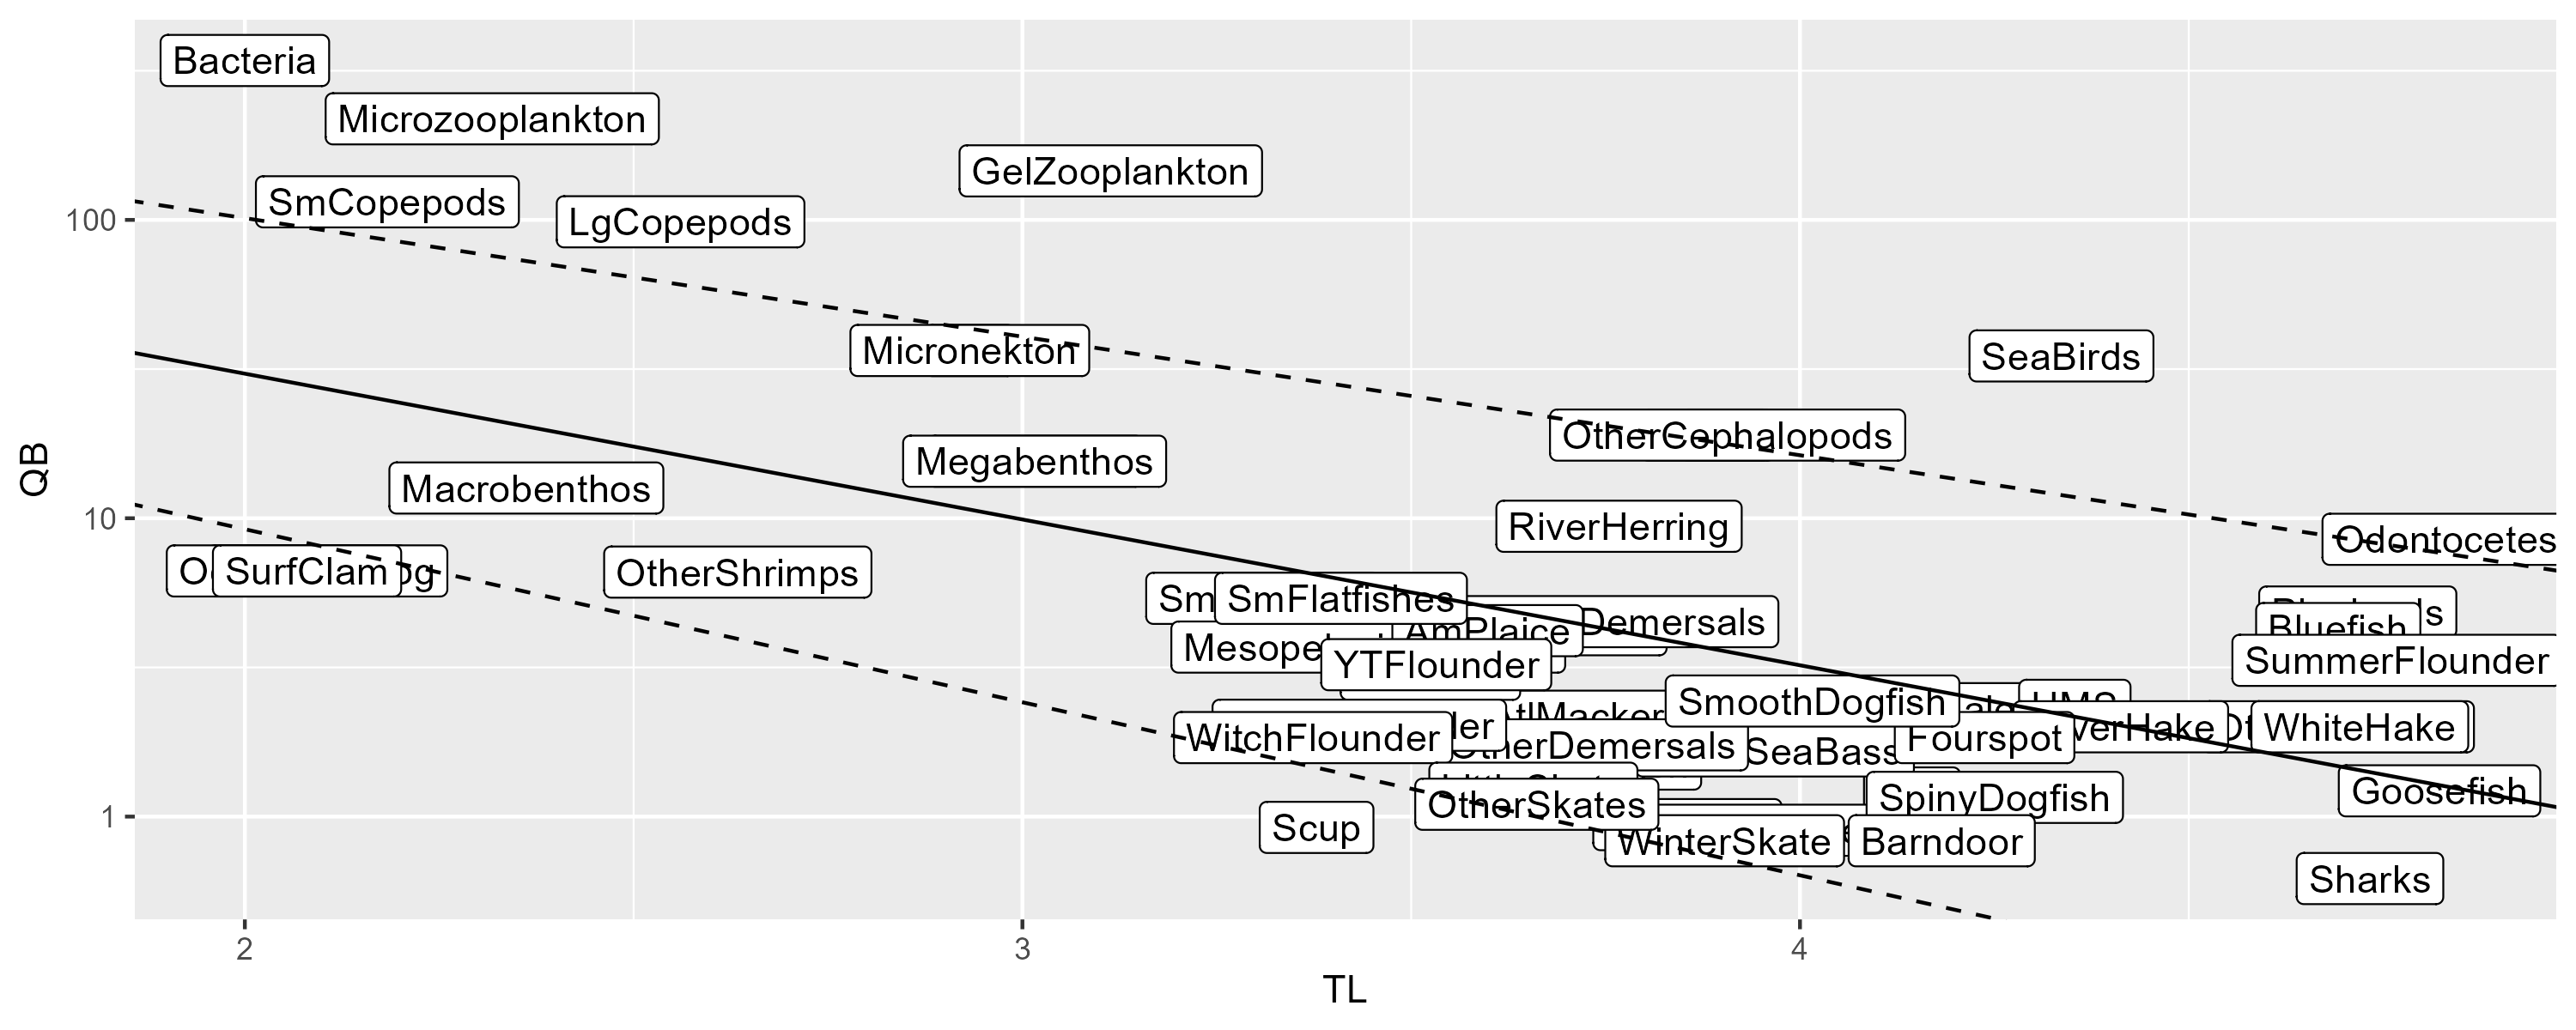 Bacteria
Microzooplankton
GelZooplankton
SmCopepods
LgCopepods
100
Micronekton
SeaBirds
OtherCephalopods
Megabenthos
QB
Macrobenthos
10
RiverHerring
Odontocetes
SurfClam
OtherShrimps
SmFlatfishes
Demersals
AmPlaice
Bluefish
YTFlounder
SummerFlounder
SmoothDogfish
HMS
WitchFlounder
OtherDemersals
SeaBass
Fourspot
WhiteHake
SpinyDogfish
Goosefish
OtherSkates
1
Scup
WinterSkate
Barndoor
Sharks
2
3
4
TL